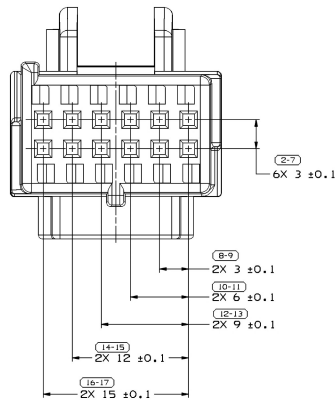 2-7
6X 3 ±0.1
8-9
2X 3 ±0.1
10-11
2X 6 ±0.1
12-13
2X 9 ±0.1
14-15
2X 12 ±0.1
16-17
2X 15 ±0.1